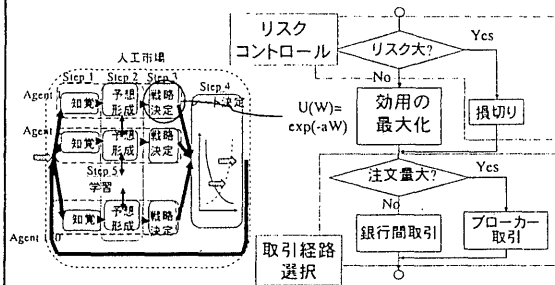 人工市場
Step 1
Step 2
Step 3
Step 4
Agent
知覚
予想
形成
戦略
決定
Agent
知覚
予想
形成
戦略
決定
Step 5
学習
Agent
知覚
予想
形成
戦略
決定
U(W)=
exp(-aW)
リスク
コントロール
リスク大?
Yes
No
効用の
最大化
損切り
注文量大?
Yes
No
銀行間取引
ブローカー
取引
取引経路
選択